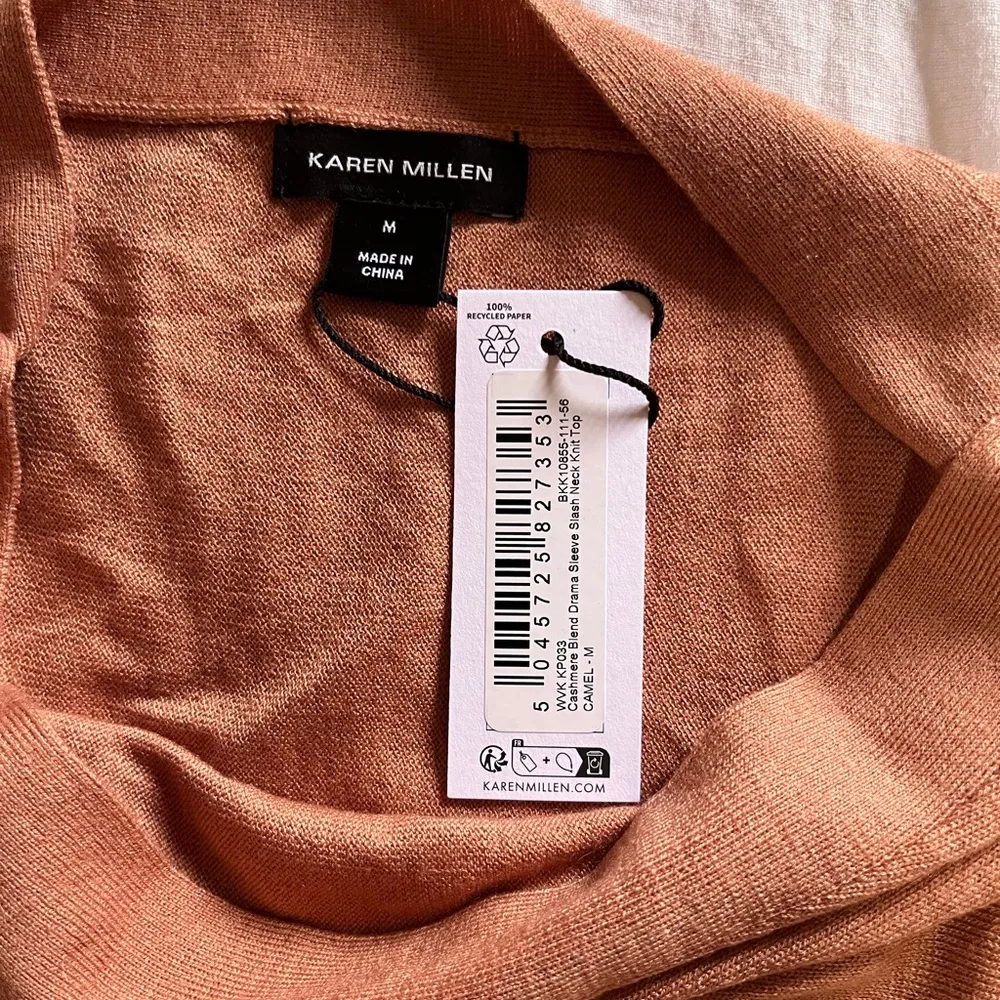 KAREN MILLEN
M
MADE IN
CHINA
100%
RECYCLED PAPER
5 045725 827353
WVK KP033 BKK10855-111-56
Cashmere Blend Drama Sleeve Slash Neck Knit Top
CAMEL - M
FR
+
KARENMILLEN.COM